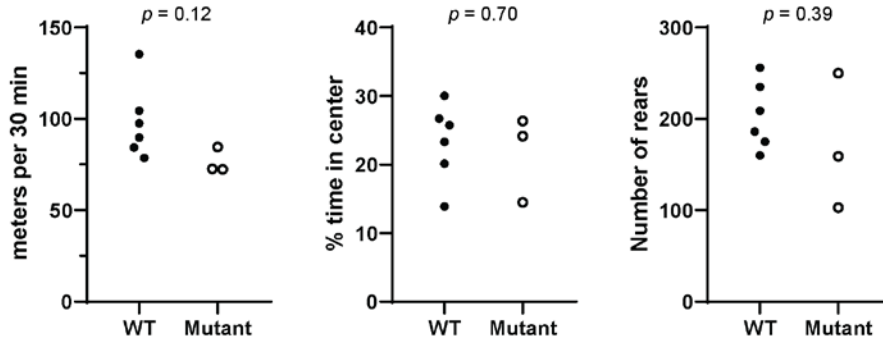 p = 0.12
meters per 30 min
150
100
50
0
WT
Mutant
p = 0.70
% time in center
40
30
20
10
0
WT
Mutant
p = 0.39
Number of rears
300
200
100
0
WT
Mutant